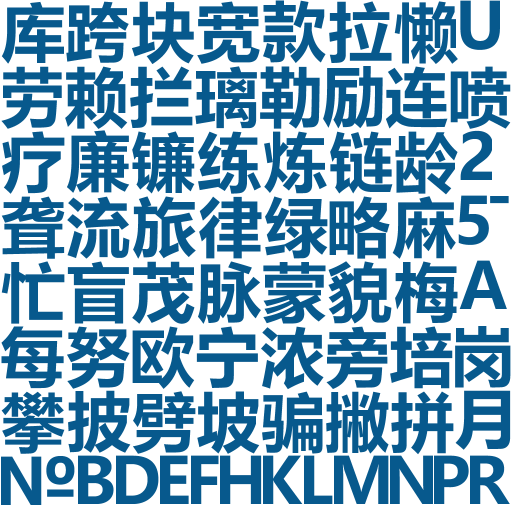 库跨块宽款拉懒U
劳赖拦璃勒励连喷
疗廉镰练炼链龄2
聋流旅律绿略麻5-
忙盲茂脉蒙貌梅A
每努欧宁浓旁培岗
攀披劈坡骗撇拼月
№BDEFHKLMNPR